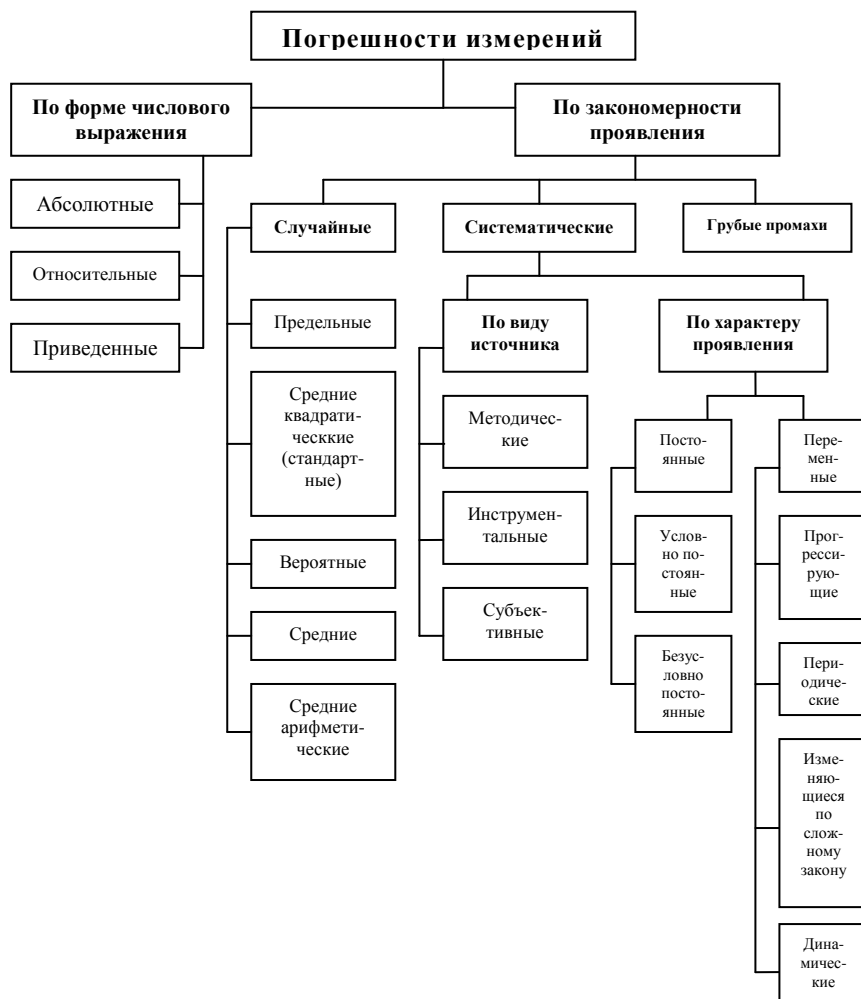 Погрешности измерений
По форме числового
выражения
По закономерности
проявления
Абсолютные
Относительные
Приведенные
Случайные
Систематические
Грубые промахи
Предельные
Средние
квадрати-
ческкие
(стандарт-
ные)
Вероятные
Средние
Средние
арифмети-
ческие
По виду
источника
По характеру
проявления
Методичес-
кие
Инструмен-
тальные
Субъек-
тивные
Посто-
янные
Услов-
но пос-
тоян-
ные
Безус-
ловно
посто-
янные
Пере-
мен-
ные
Прог-
ресси-
рую-
щие
Пери-
одиче-
ские
Изме-
няю-
щиеся
по
слож-
ному
закону
Дина-
мичес-
кие